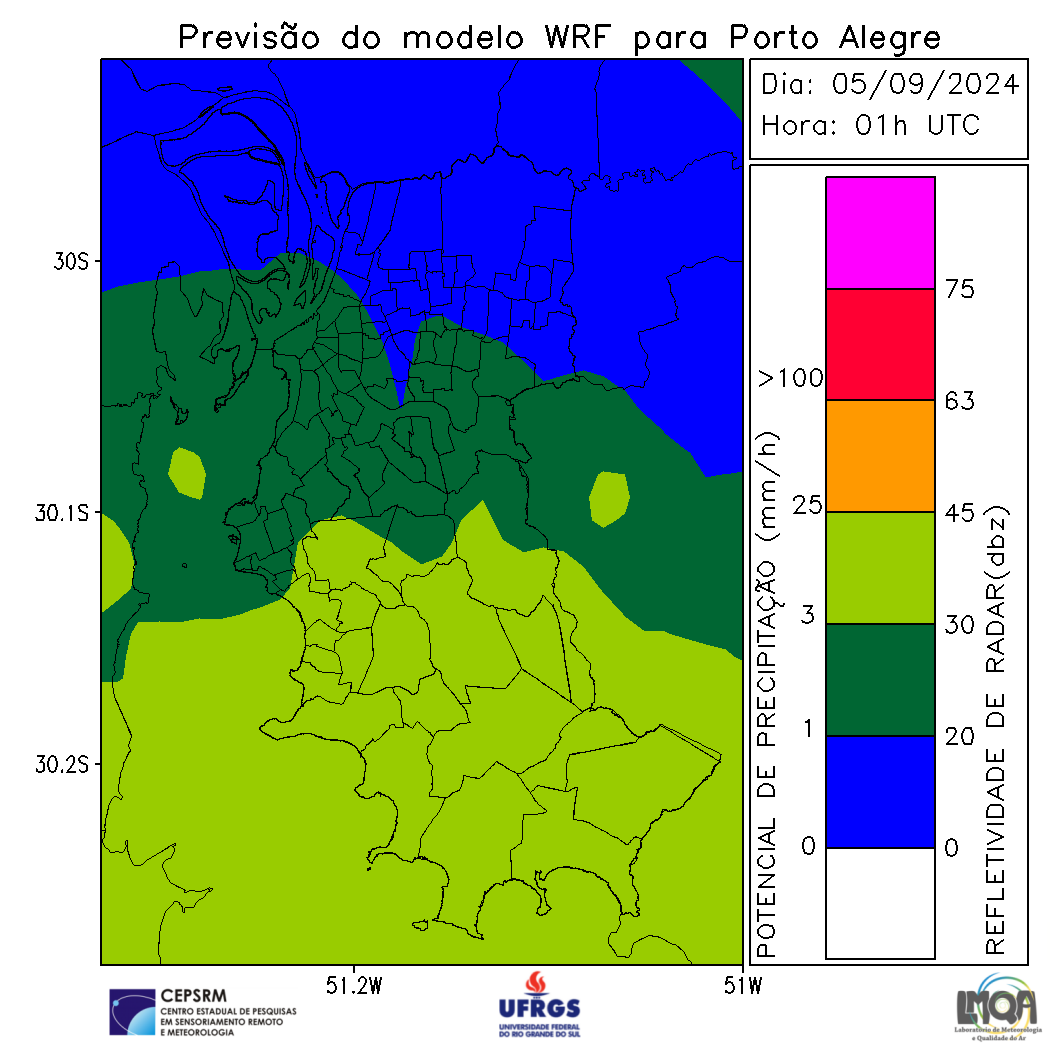 Previsão do modelo WRF para Porto Alegre
Dia: 05/09/2024
Hora: 01h UTC
30S
30.1S
30.2S
51.2W
51W
POTENCIAL DE PRECIPITAÇÃO (mm/h)
>100
25
3
1
0
75
63
45
30
20
0
REFLETIVIDADE DE RADAR(dbz)
CEPSRM
CENTRO ESTADUAL DE PESQUISAS
EM SENSORIAMENTO REMOTO
E METEOROLOGIA
UFRGS
UNIVERSIDADE FEDERAL
DO RIO GRANDE DO SUL
LMQA
Laboratório de Meteorologia
e Qualidade do Ar